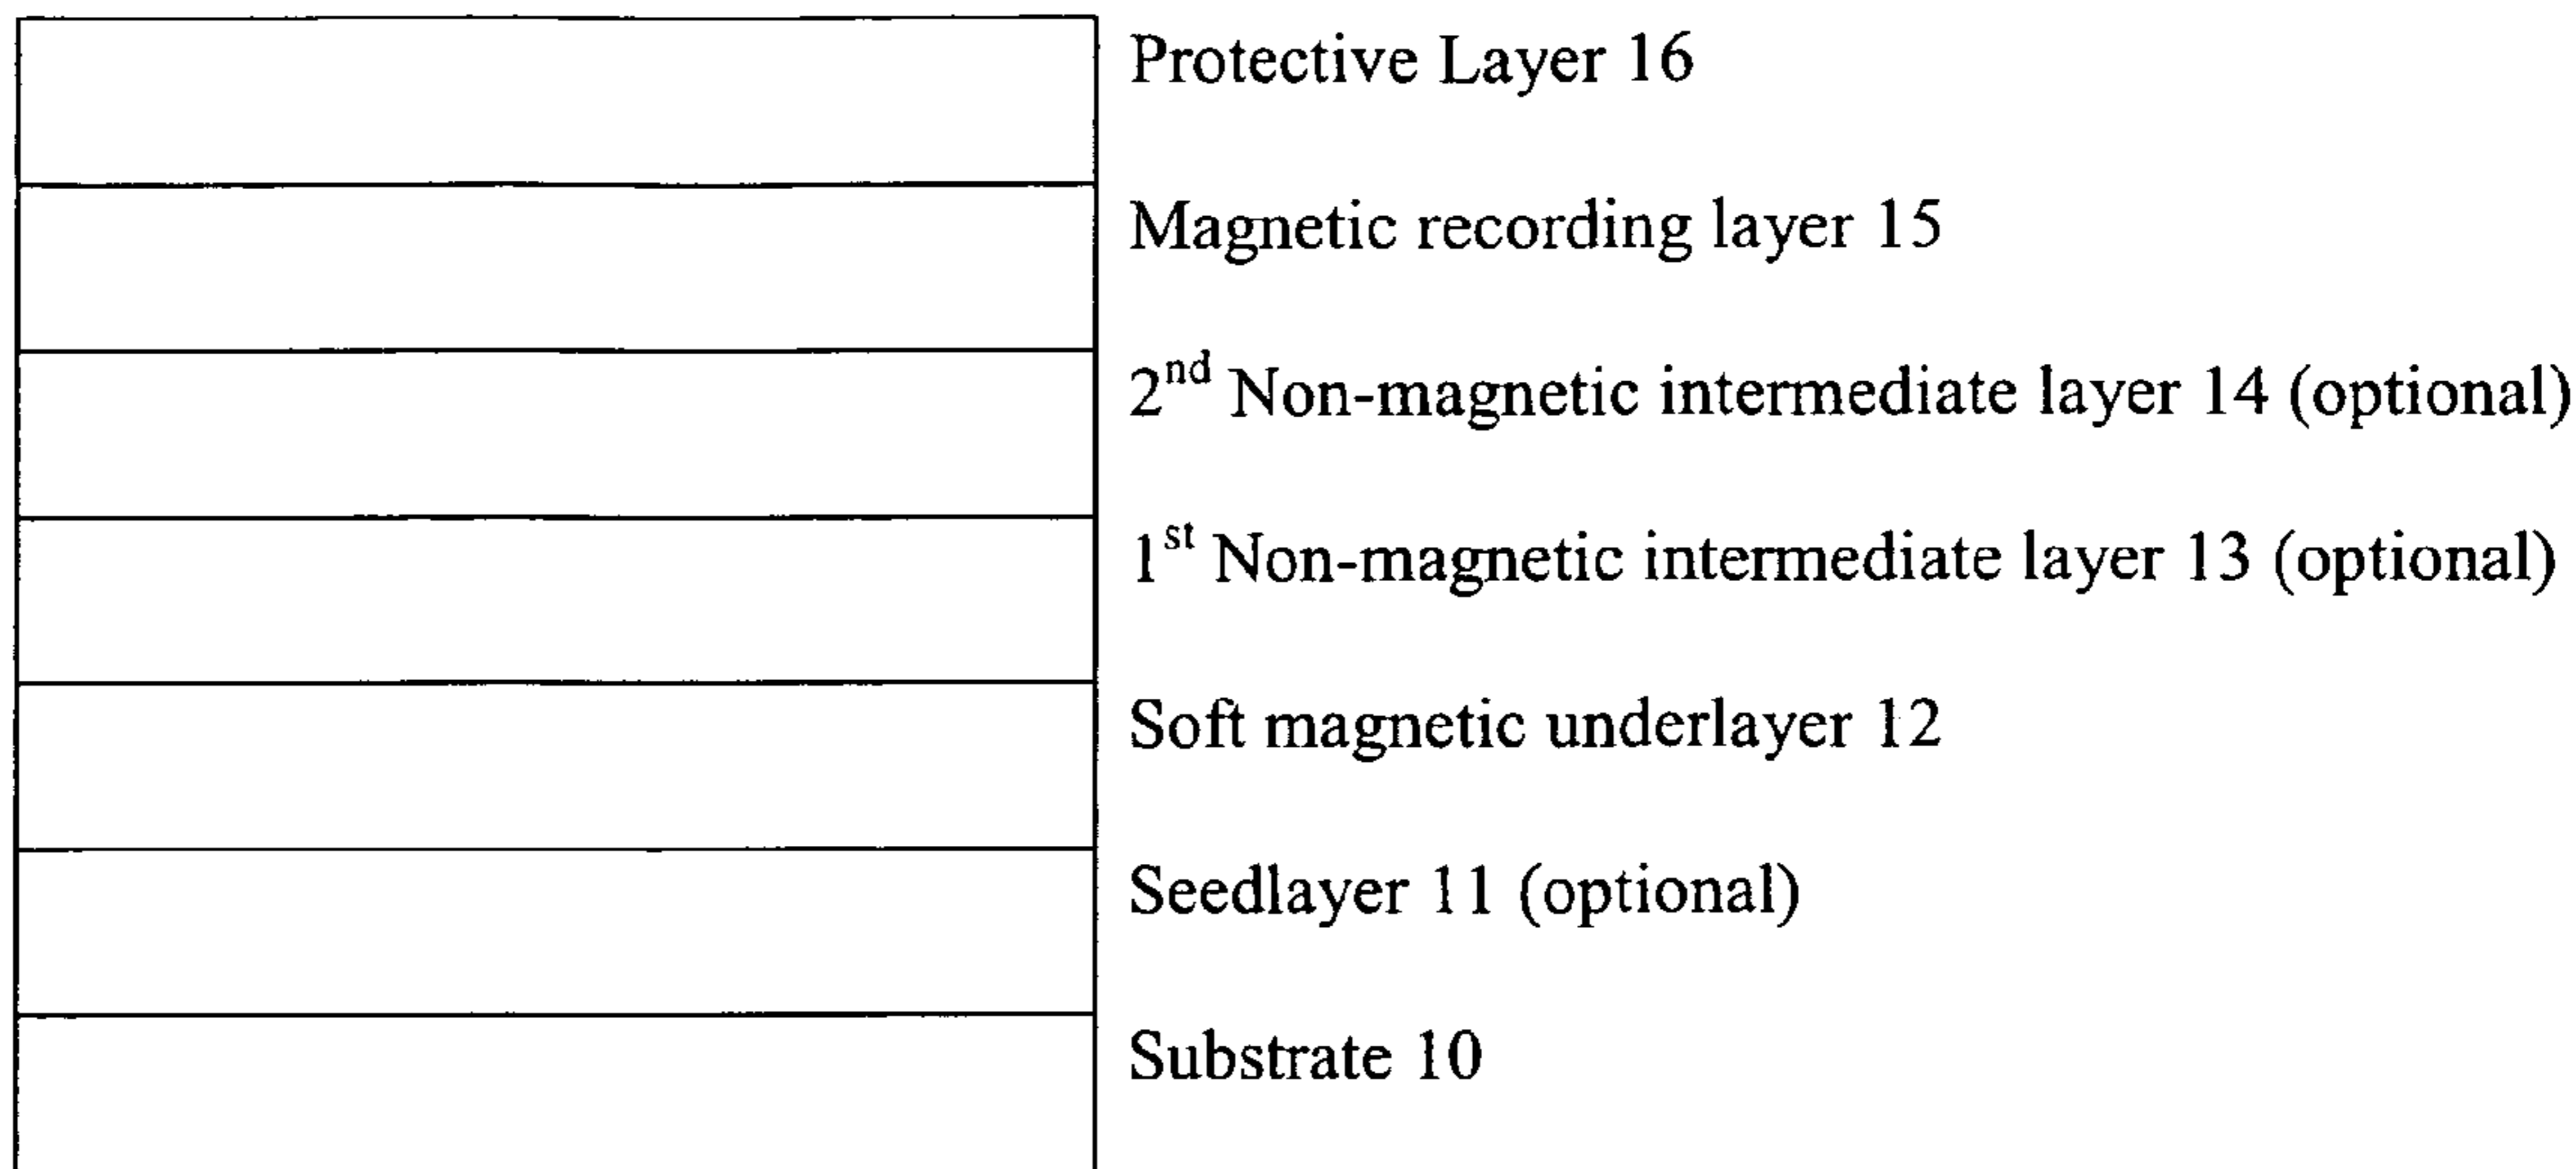 Protective Layer 16
Magnetic recording layer 15
2nd Non-magnetic intermediate layer 14 (optional)
1st Non-magnetic intermediate layer 13 (optional)
Soft magnetic underlayer 12
Seedlayer 11 (optional)
Substrate 10